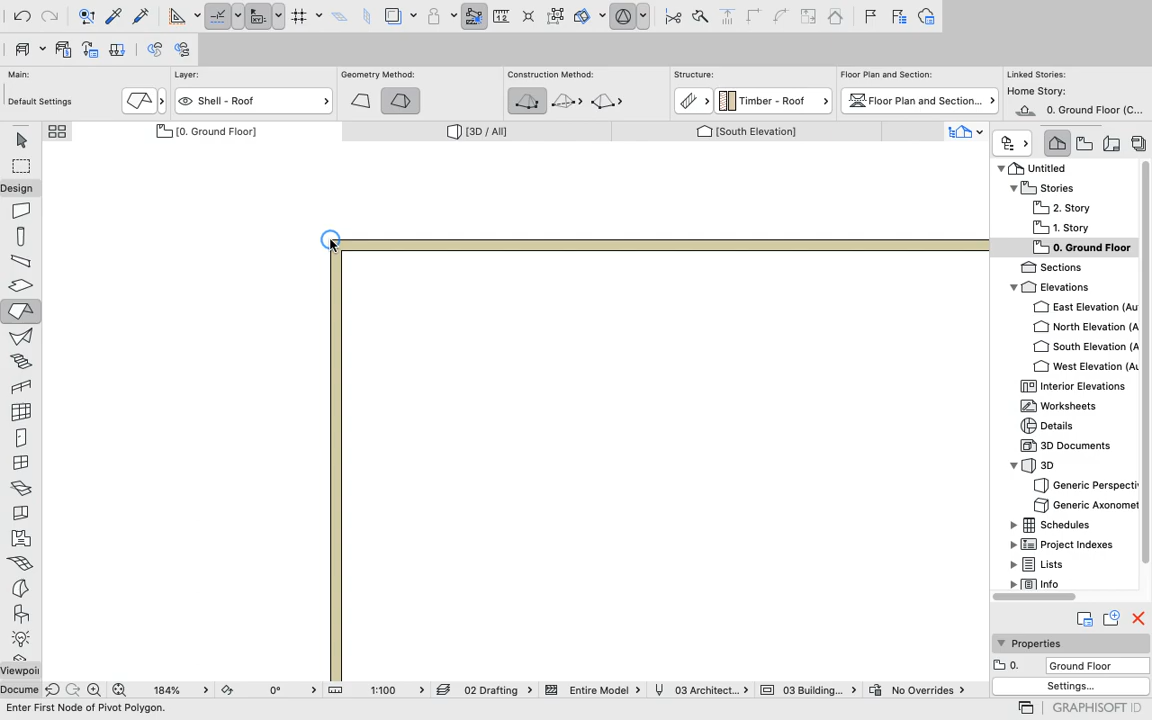 Main:
Layer:
Geometry Method:
Construction Method:
Structure:
Floor Plan and Section:
Linked Stories:
Home Story:
Default Settings
Shell - Roof
Timber - Roof
Floor Plan and Section...
0. Ground Floor (C...
[0. Ground Floor]
[3D / All]
[South Elevation]
Design
Untitled
Stories
2. Story
1. Story
0. Ground Floor
Sections
Elevations
East Elevation (Au
North Elevation (A
South Elevation (A
West Elevation (Au
Interior Elevations
Worksheets
Details
3D Documents
3D
Generic Perspecti
Generic Axonomet
Schedules
Project Indexes
Lists
Info
Properties
0.
Ground Floor
Settings...
Viewpoi
Docume
184%
0°
1:100
02 Drafting
Entire Model
03 Architect...
03 Building...
No Overrides
Enter First Node of Pivot Polygon.
GRAPHISOFT ID